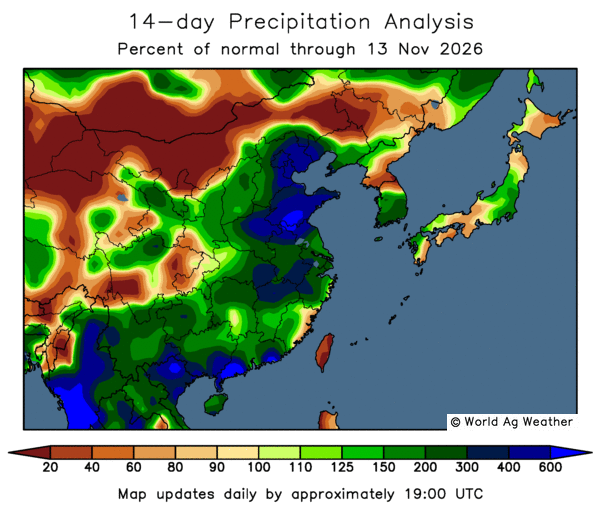 14-day Precipitation Analysis
Percent of normal through 13 Nov 2026
© World Ag Weather
20 40 60 80 90 100 110 125 150 200 300 400 600
Map updates daily by approximately 19:00 UTC